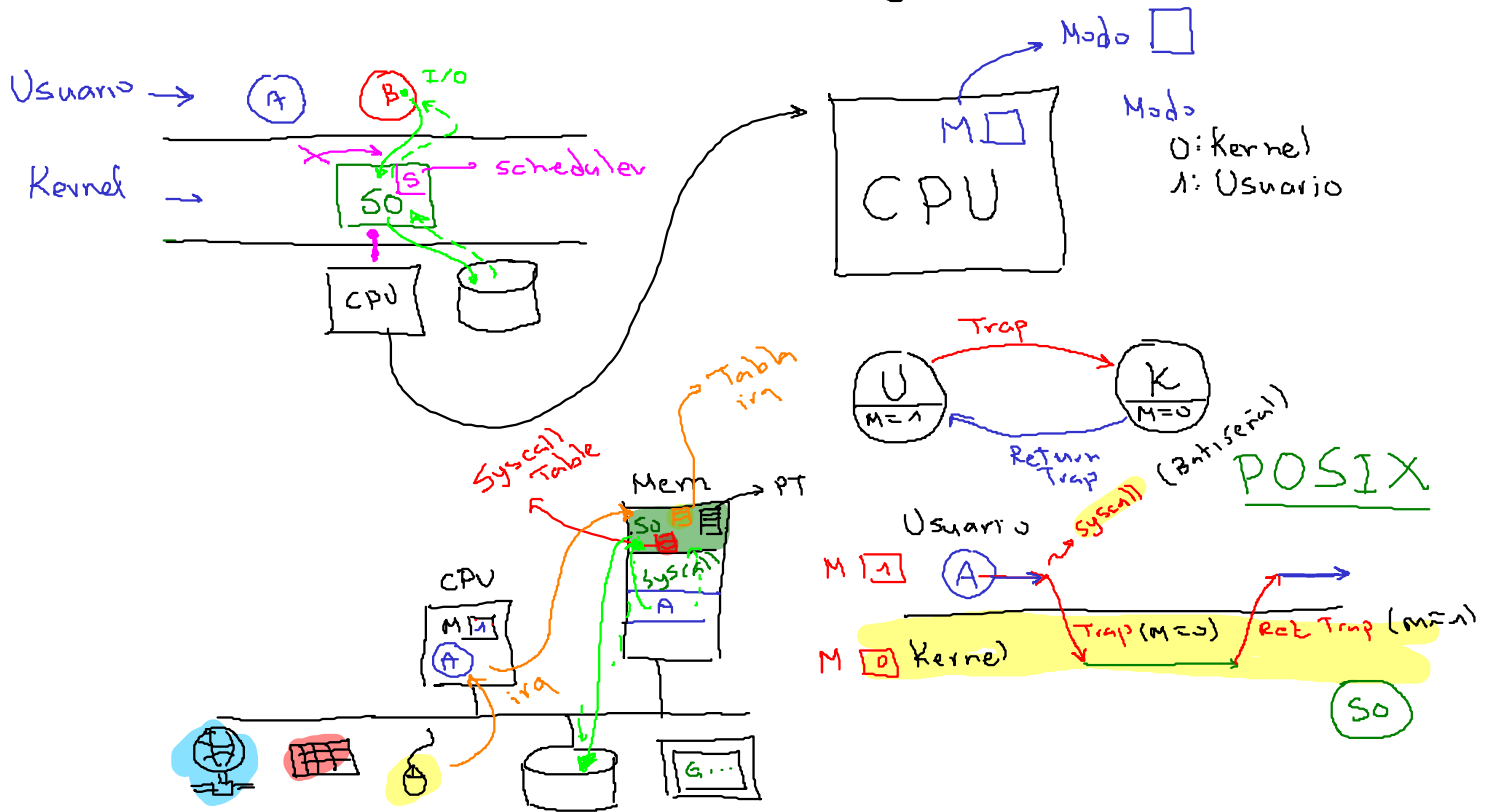 Usuario →
A
B
I/O
Kernel →
S
scheduler
SO
CPU
Modo
M
CPU
Modo
0: Kernel
1: Usuario
Trap
U
M=1
K
M=0
Return
Trap
Syscall
Table
Tabla
irq
Mem
PT
SO
sys(h)
A
CPU
M 1
A
irq
G...
POSIX
syscall (Batiseñal)
Usuario
M 1
A
M 0 Kernel
Trap (M=0)
Ret Trap (m=1)
SO